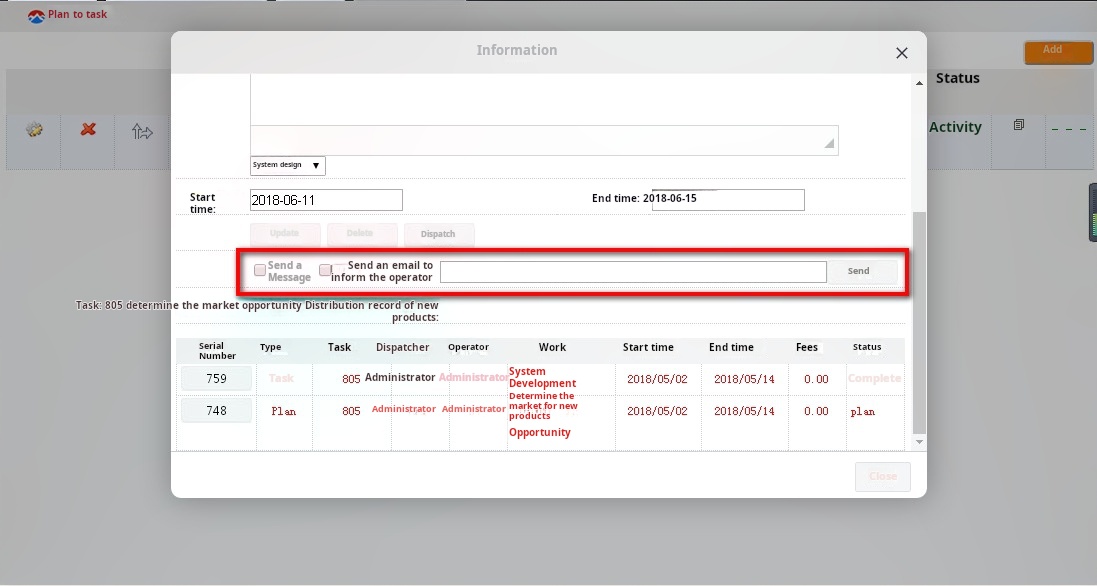 Plan to task
Information
Add
Status
Activity
System design
Start
time:
2018-06-11
End time: 2018-06-15
Update
Delete
Dispatch
Send a
Message
Send an email to
inform the operator
Send
Task: 805 determine the market opportunity Distribution record of new
products:
Serial
Number
Type
Task
Dispatcher
Operator
Work
Start time
End time
Fees
Status
759
Task
805
Administrator
Administrator
System
Development
2018/05/02
2018/05/14
0.00
Complete
748
Plan
805
Administrator
Administrator
Determine the
market for new
products
Opportunity
2018/05/02
2018/05/14
0.00
plan
Close